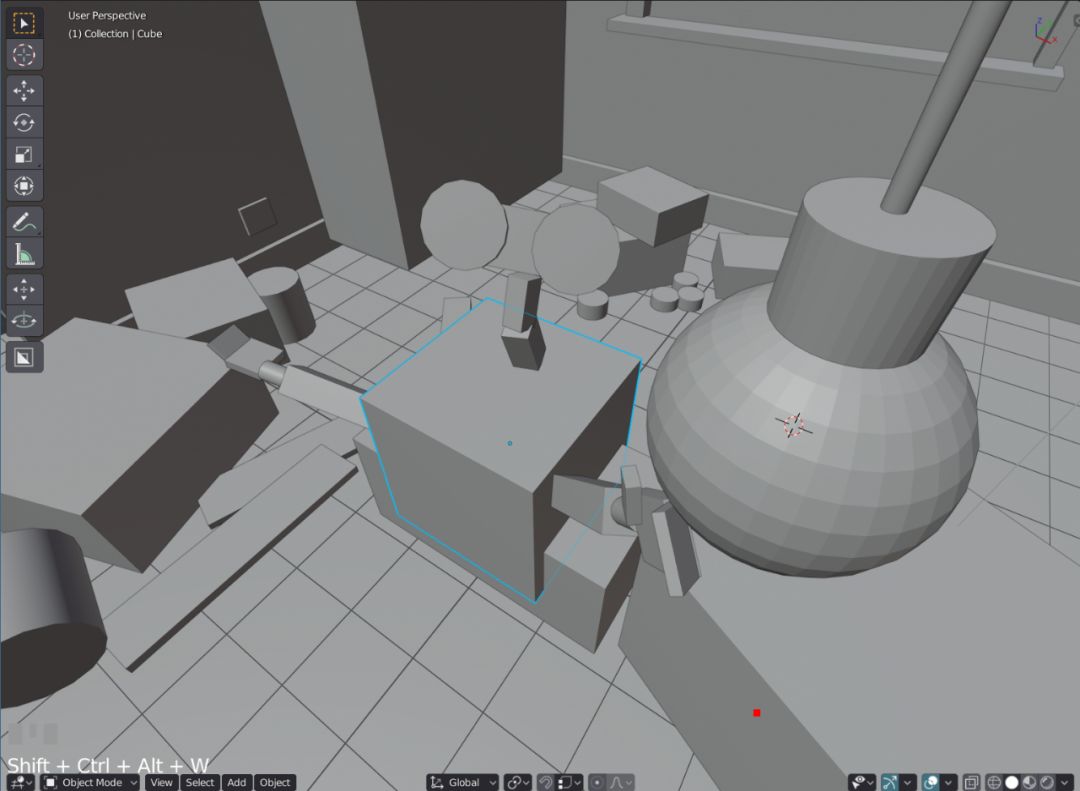 User Perspective
(1) Collection | Cube
Z
X
Shift + Ctrl + Alt + W
Object Mode View Select Add Object Global